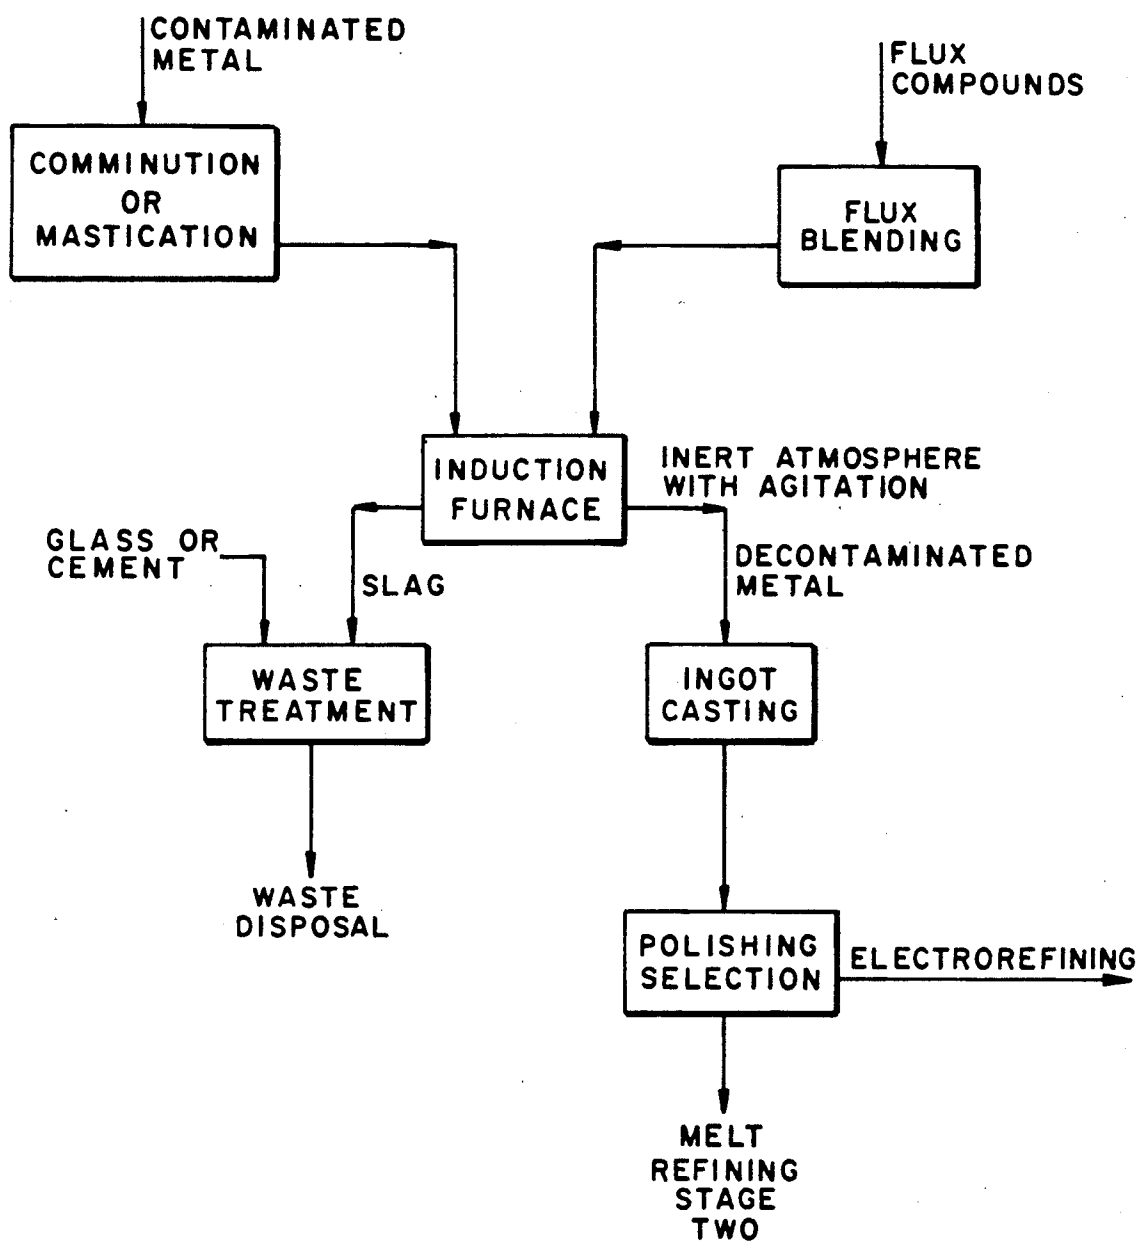 CONTAMINATED
METAL
FLUX
COMPOUNDS
COMMINUTION
OR
MASTICATION
FLUX
BLENDING
INDUCTION
FURNACE
INERT ATMOSPHERE
WITH AGITATION
GLASS OR
CEMENT
SLAG
DECONTAMINATED
METAL
WASTE
TREATMENT
INGOT
CASTING
WASTE
DISPOSAL
POLISHING
SELECTION
ELECTROREFINING
MELT
REFINING
STAGE
TWO